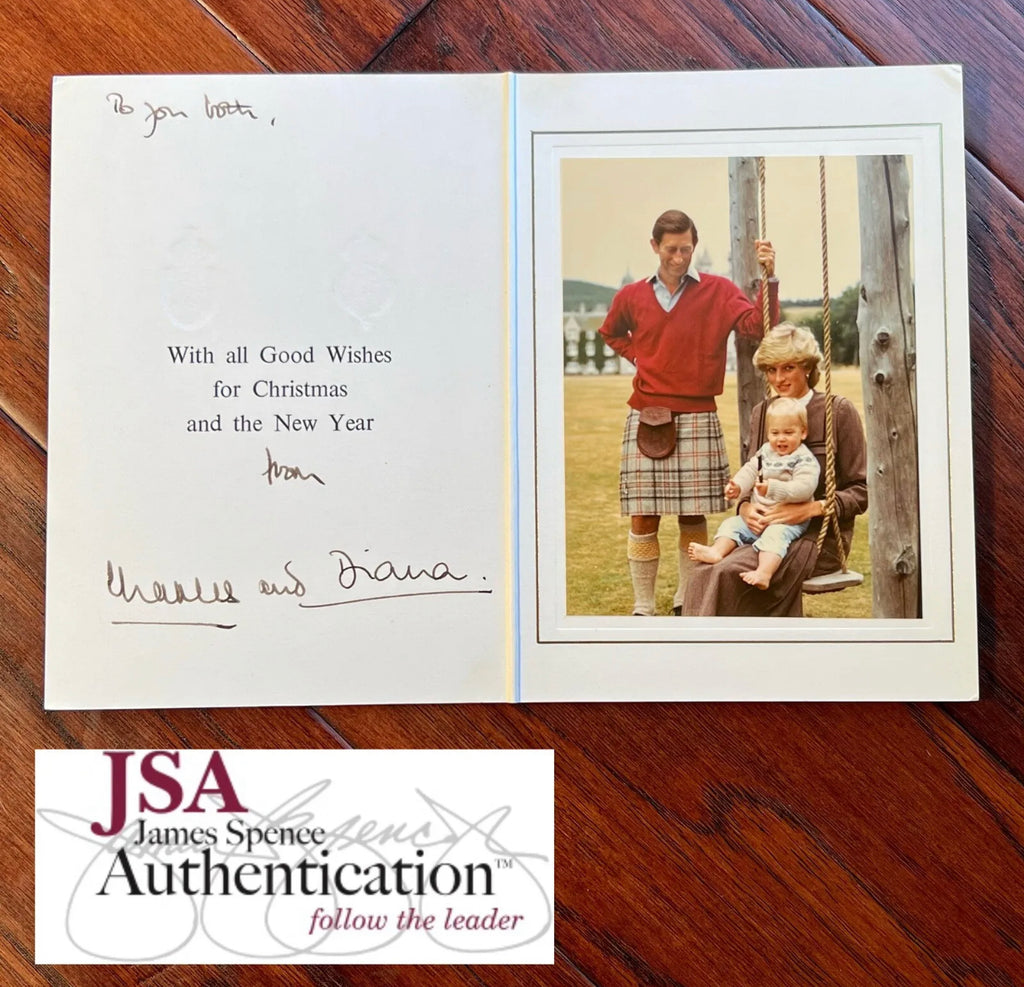 To you both,
With all Good Wishes
for Christmas
and the New Year
from
Charles and Diana.
JSA
James Spence
Authentication™
follow the leader